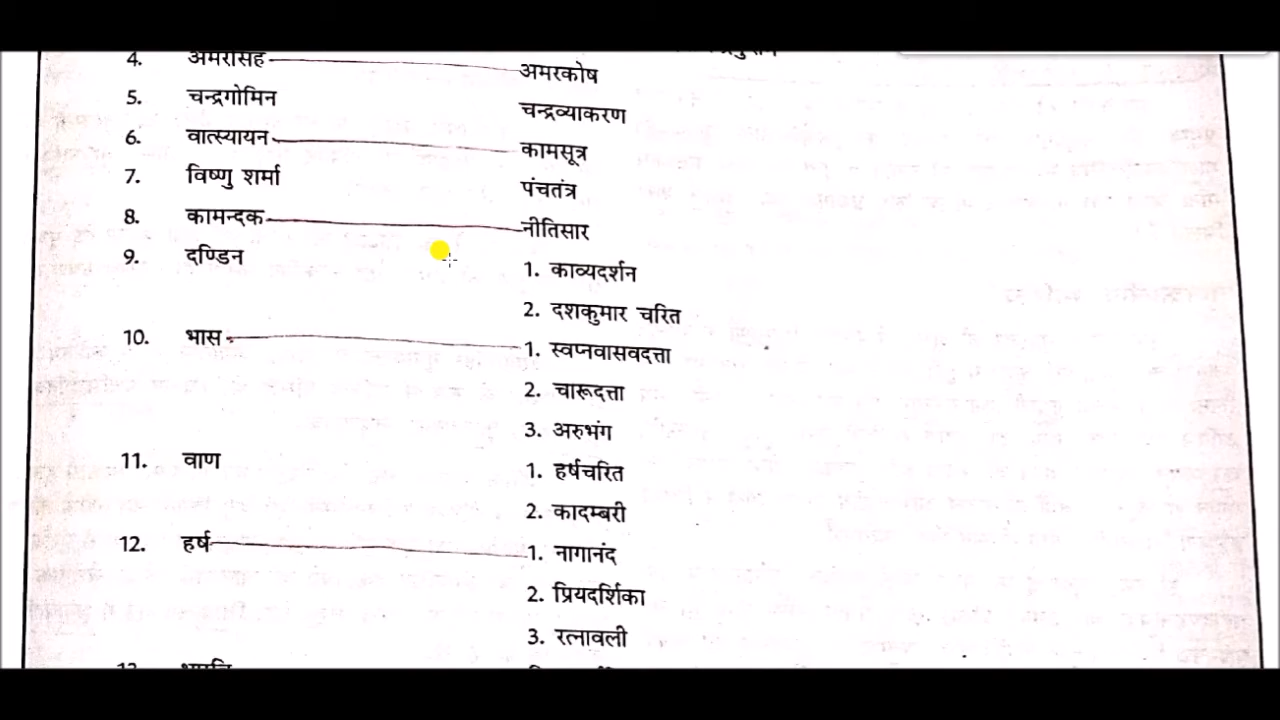 4. अमरसिंह अमरकोष
5. चन्द्रगोमिन चन्द्रव्याकरण
6. वात्स्यायन कामसूत्र
7. विष्णु शर्मा पंचतंत्र
8. कामन्दक नीतिसार
9. दण्डिन 1. काव्यदर्शन
2. दशकुमार चरित
10. भास 1. स्वप्नवासवदत्ता
2. चारूदत्ता
3. अरुभंग
11. वाण 1. हर्षचरित
2. कादम्बरी
12. हर्ष 1. नागानंद
2. प्रियदर्शिका
3. रत्नावली